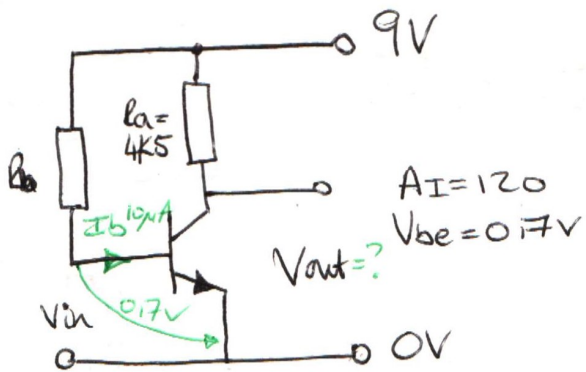 9V
Ra=
4K5
Rb
Ib 10µA
AI=120
Vbe=0.7V
Vout=?
0.7V
Vin
0V